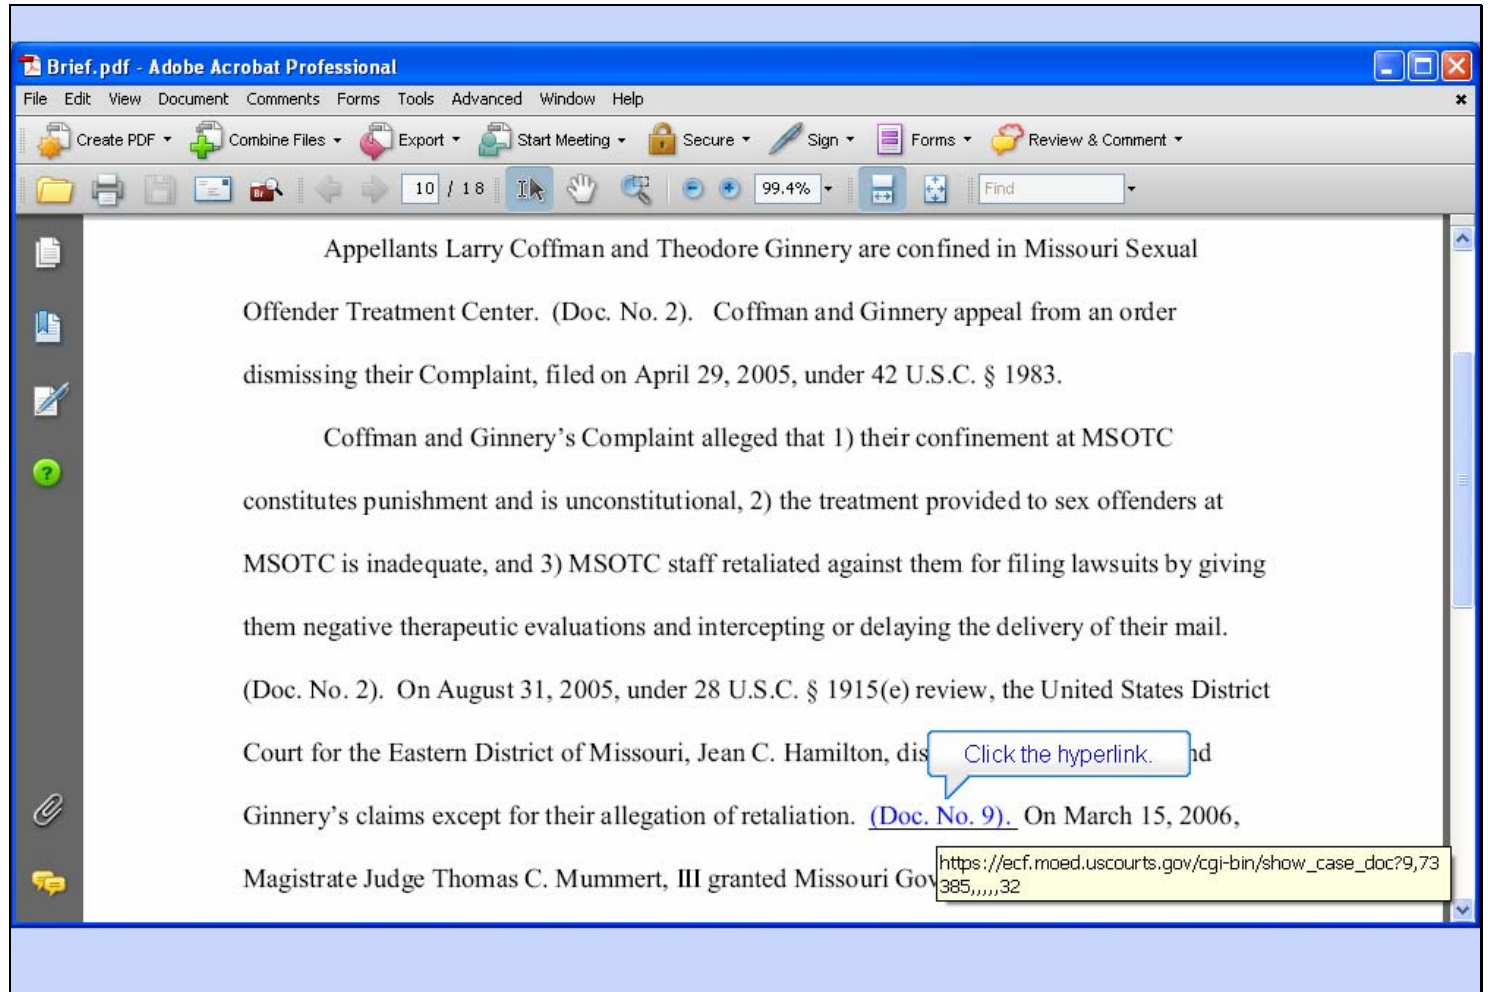 Brief.pdf - Adobe Acrobat Professional
File Edit View Document Comments Forms Tools Advanced Window Help
Create PDF Combine Files Export Start Meeting Secure Sign Forms Review & Comment
Br 10 / 18 99.4% Find
Appellants Larry Coffman and Theodore Ginnery are confined in Missouri Sexual
Offender Treatment Center. (Doc. No. 2). Coffman and Ginnery appeal from an order
dismissing their Complaint, filed on April 29, 2005, under 42 U.S.C. § 1983.
Coffman and Ginnery's Complaint alleged that 1) their confinement at MSOTC
constitutes punishment and is unconstitutional, 2) the treatment provided to sex offenders at
MSOTC is inadequate, and 3) MSOTC staff retaliated against them for filing lawsuits by giving
them negative therapeutic evaluations and intercepting or delaying the delivery of their mail.
(Doc. No. 2). On August 31, 2005, under 28 U.S.C. § 1915(e) review, the United States District
Court for the Eastern District of Missouri, Jean C. Hamilton, dis
Click the hyperlink.
Ginnery's claims except for their allegation of retaliation. (Doc. No. 9). On March 15, 2006,
Magistrate Judge Thomas C. Mummert, III granted Missouri Gov
https://ecf.moed.uscourts.gov/cgi-bin/show_case_doc?9,73
385,,,,,32